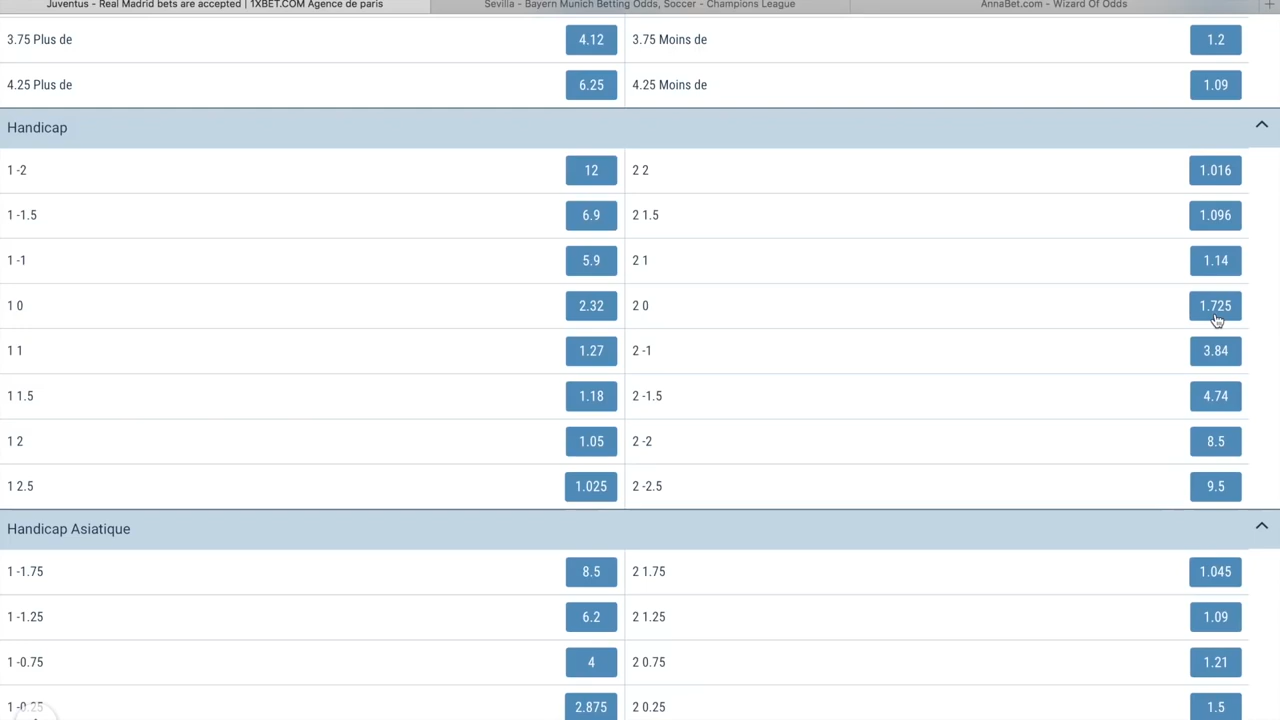 Juventus - Real Madrid bets are accepted | 1XBET.COM Agence de paris
Sevilla - Bayern Munich Betting Odds, Soccer - Champions League
AnnaBet.com - Wizard Of Odds
3.75 Plus de 4.12 3.75 Moins de 1.2
4.25 Plus de 6.25 4.25 Moins de 1.09
Handicap
1 -2 12 2 2 1.016
1 -1.5 6.9 2 1.5 1.096
1 -1 5.9 2 1 1.14
1 0 2.32 2 0 1.725
1 1 1.27 2 -1 3.84
1 1.5 1.18 2 -1.5 4.74
1 2 1.05 2 -2 8.5
1 2.5 1.025 2 -2.5 9.5
Handicap Asiatique
1 -1.75 8.5 2 1.75 1.045
1 -1.25 6.2 2 1.25 1.09
1 -0.75 4 2 0.75 1.21
1 -0.25 2.875 2 0.25 1.5